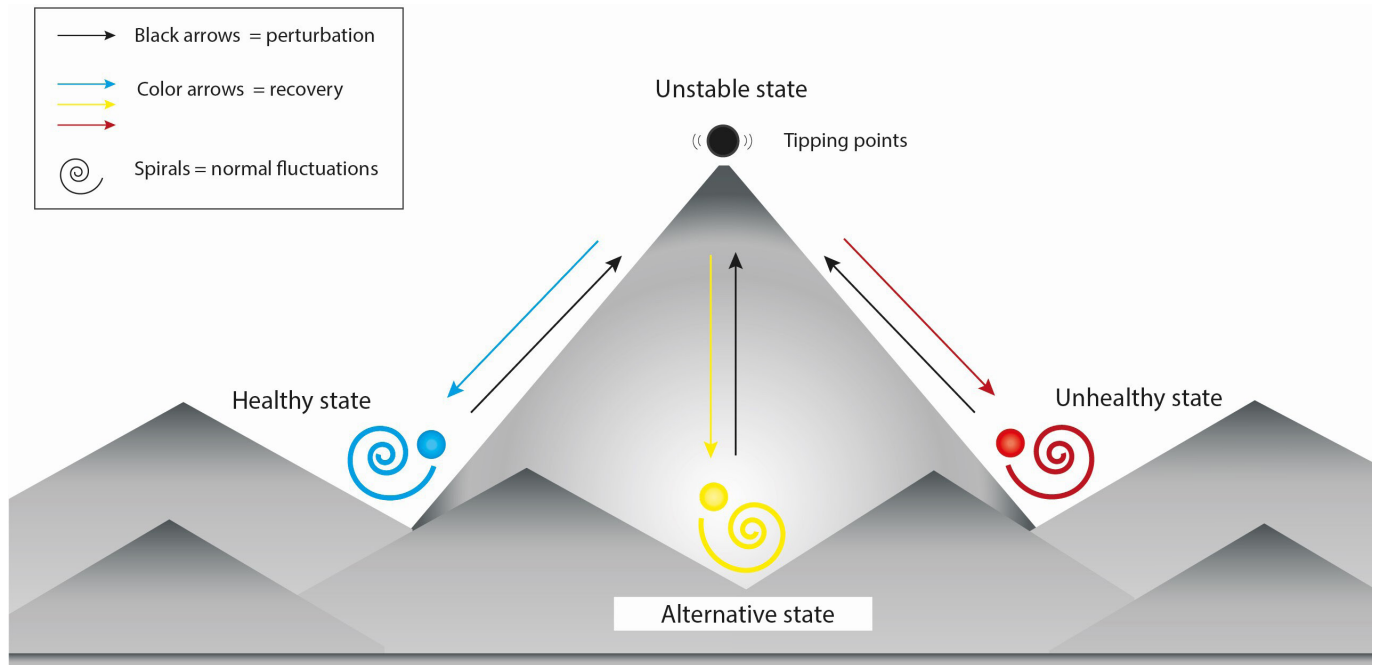 Black arrows = perturbation
Color arrows = recovery
Spirals = normal fluctuations
Unstable state
Tipping points
Healthy state
Unhealthy state
Alternative state